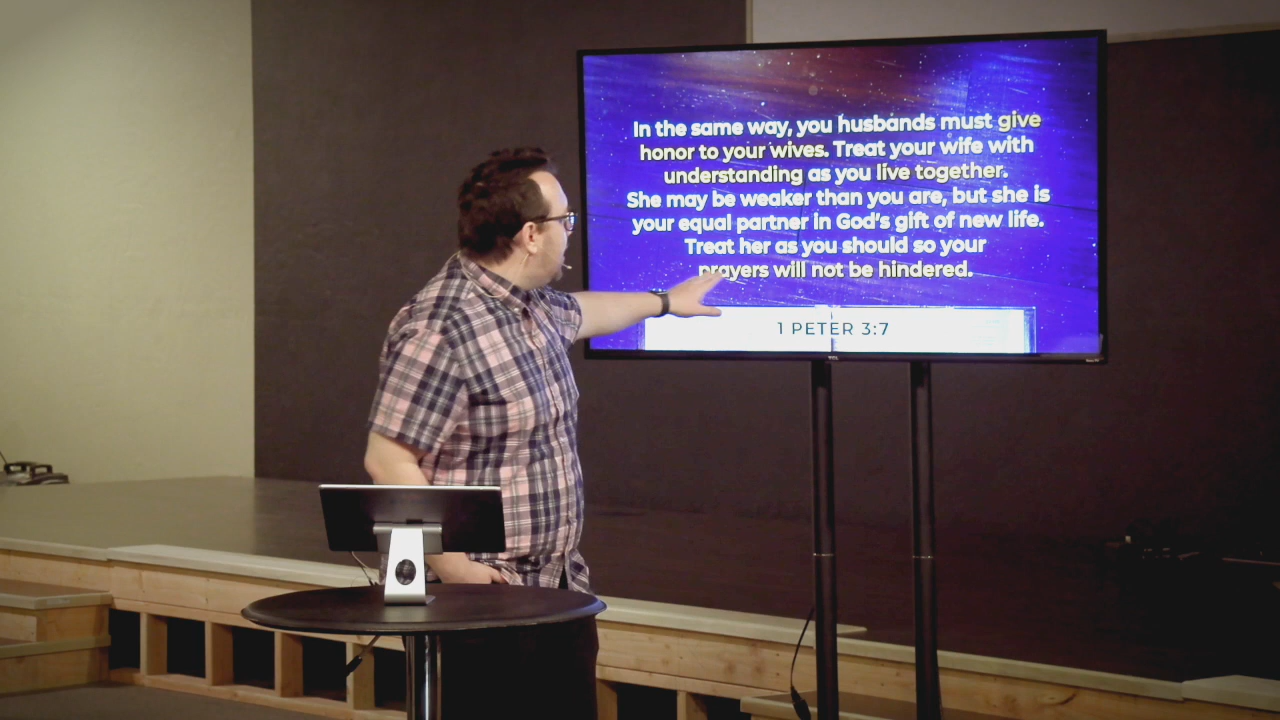 In the same way, you husbands must give
honor to your wives. Treat your wife with
understanding as you live together.
She may be weaker than you are, but she is
your equal partner in God's gift of new life.
Treat her as you should so your
prayers will not be hindered.
1 PETER 3:7
TCL